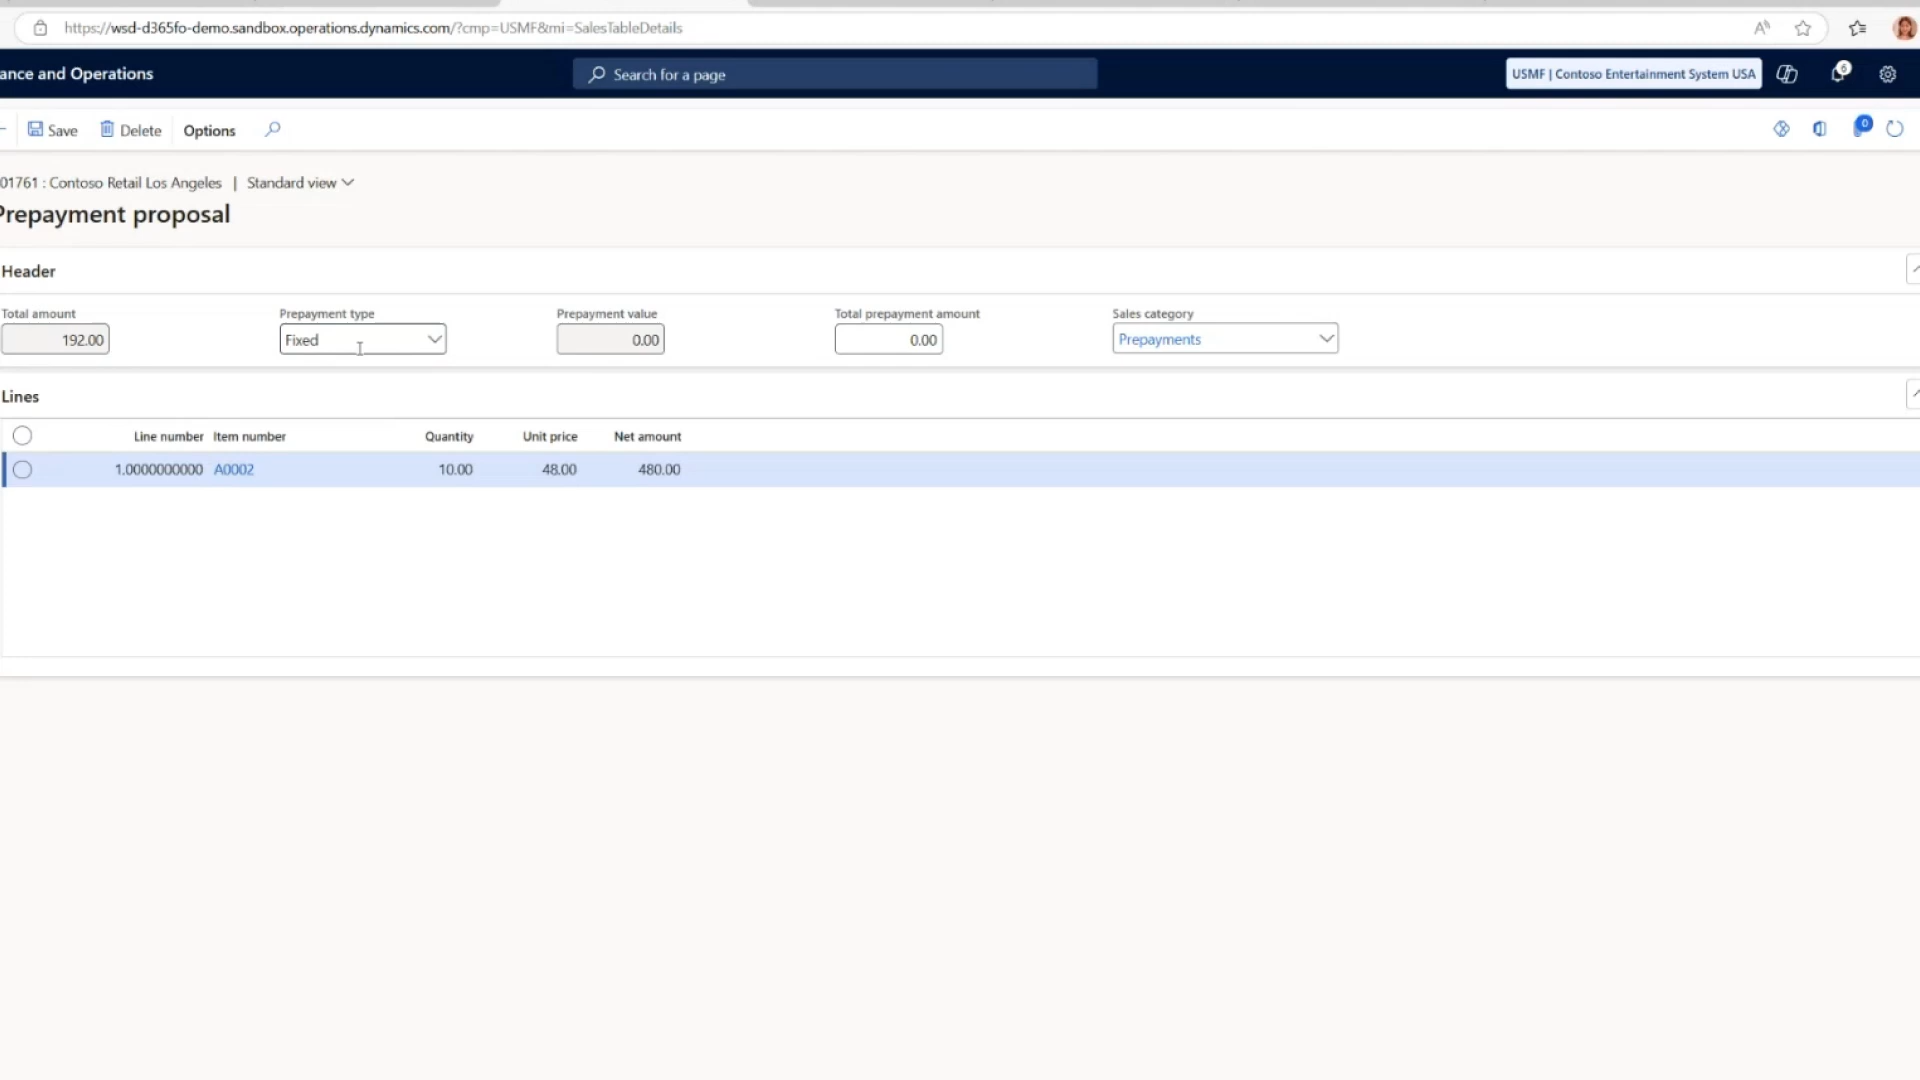 https://wsd-d365fo-demo.sandbox.operations.dynamics.com/?cmp=USMF&mi=SalesTableDetails
ance and Operations
Search for a page
USMF | Contoso Entertainment System USA
6
Save
Delete
Options
0
01761 : Contoso Retail Los Angeles | Standard view
Prepayment proposal
Header
Total amount Prepayment type Prepayment value Total prepayment amount Sales category
192.00 Fixed 0.00 0.00 Prepayments
Lines
Line number Item number Quantity Unit price Net amount
1.0000000000 A0002 10.00 48.00 480.00